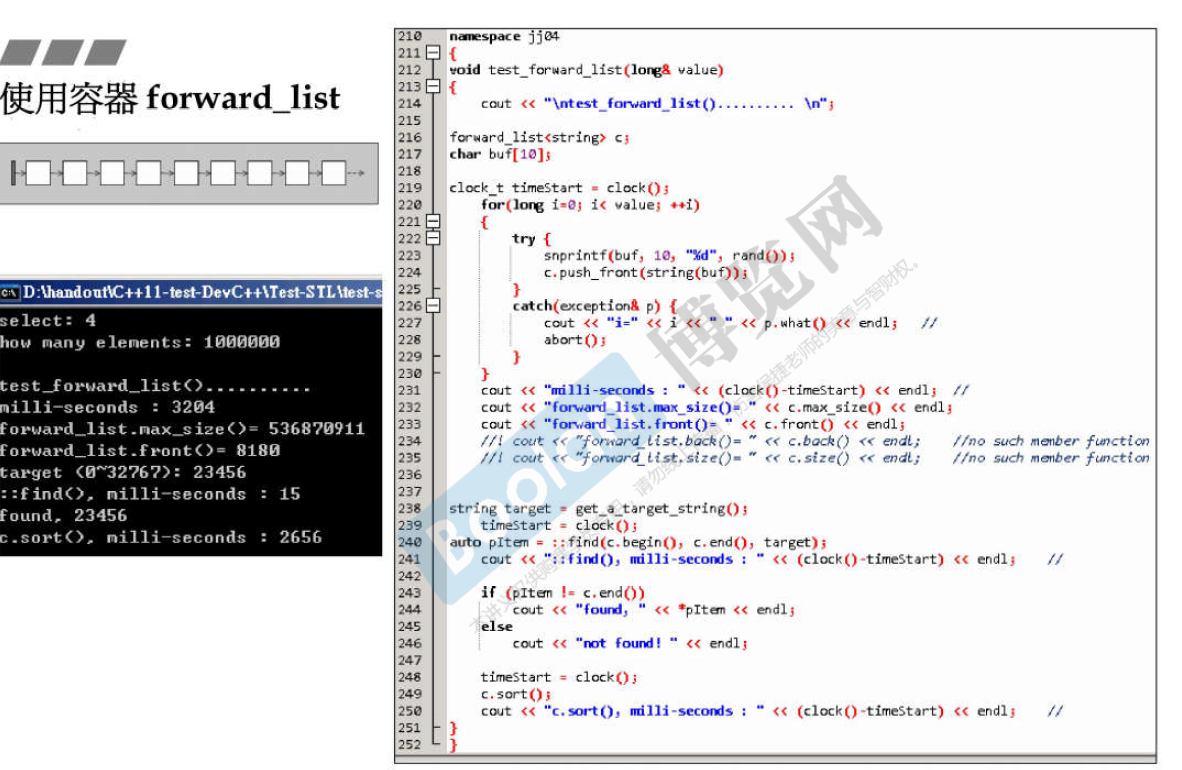 使用容器 forward_list
D:\handout\C++11-test-DevC++\Test-STL\test-s
select: 4
how many elements: 1000000
test_forward_list()..........
milli-seconds : 3204
forward_list.max_size()= 536870911
forward_list.front()= 8180
target (0~32767): 23456
::find(), milli-seconds : 15
found, 23456
c.sort(), milli-seconds : 2656
210 namespace jj04
211 {
212 void test_forward_list(long& value)
213 {
214 cout << "\ntest_forward_list().......... \n";
215
216 forward_list<string> c;
217 char buf[10];
218
219 clock_t timeStart = clock();
220 for(long i=0; i< value; ++i)
221 {
222 try {
223 snprintf(buf, 10, "%d", rand());
224 c.push_front(string(buf));
225 }
226 catch(exception& p) {
227 cout << "i=" << i << " " << p.what() << endl; //
228 abort();
229 }
230 }
231 cout << "milli-seconds : " << (clock()-timeStart) << endl; //
232 cout << "forward_list.max_size()= " << c.max_size() << endl;
233 cout << "forward_list.front()= " << c.front() << endl;
234 //! cout << "forward_list.back()= " << c.back() << endl; //no such member function
235 //! cout << "forward_list.size()= " << c.size() << endl; //no such member function
236
237
238 string target = get_a_target_string();
239 timeStart = clock();
240 auto pItem = ::find(c.begin(), c.end(), target);
241 cout << "::find(), milli-seconds : " << (clock()-timeStart) << endl; //
242
243 if (pItem != c.end())
244 cout << "found, " << *pItem << endl;
245 else
246 cout << "not found! " << endl;
247
248 timeStart = clock();
249 c.sort();
250 cout << "c.sort(), milli-seconds : " << (clock()-timeStart) << endl; //
251 }
252 }
Boolan
博览网